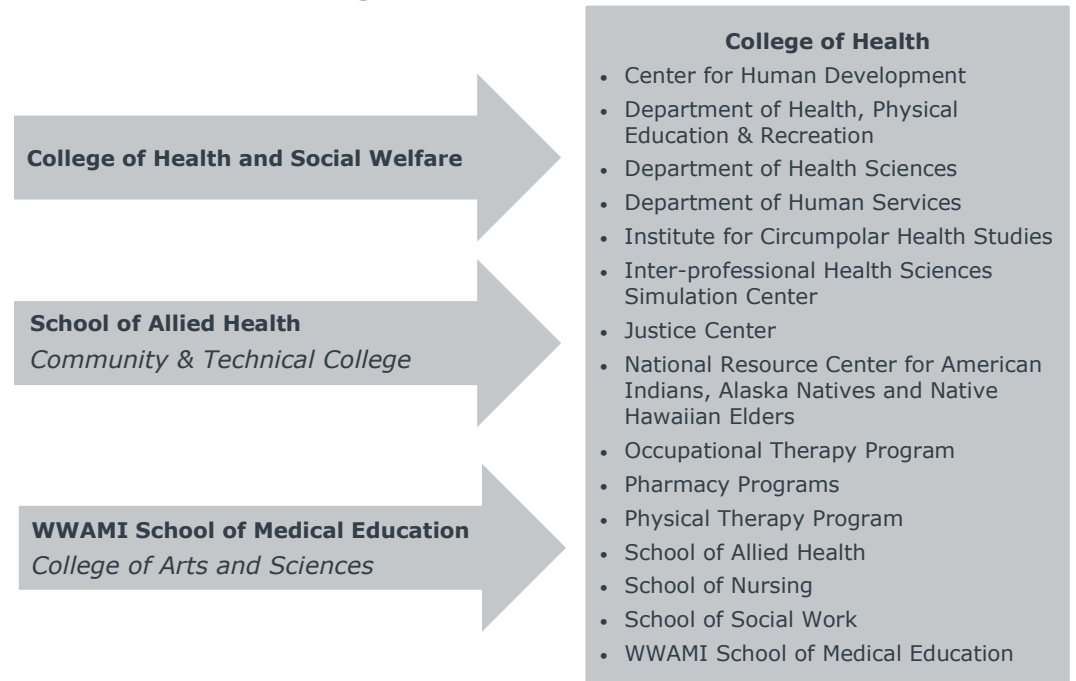 College of Health and Social Welfare
School of Allied Health
Community & Technical College
WWAMI School of Medical Education
College of Arts and Sciences
College of Health
• Center for Human Development
• Department of Health, Physical
Education & Recreation
• Department of Health Sciences
• Department of Human Services
• Institute for Circumpolar Health Studies
• Inter-professional Health Sciences
Simulation Center
• Justice Center
• National Resource Center for American
Indians, Alaska Natives and Native
Hawaiian Elders
• Occupational Therapy Program
• Pharmacy Programs
• Physical Therapy Program
• School of Allied Health
• School of Nursing
• School of Social Work
• WWAMI School of Medical Education